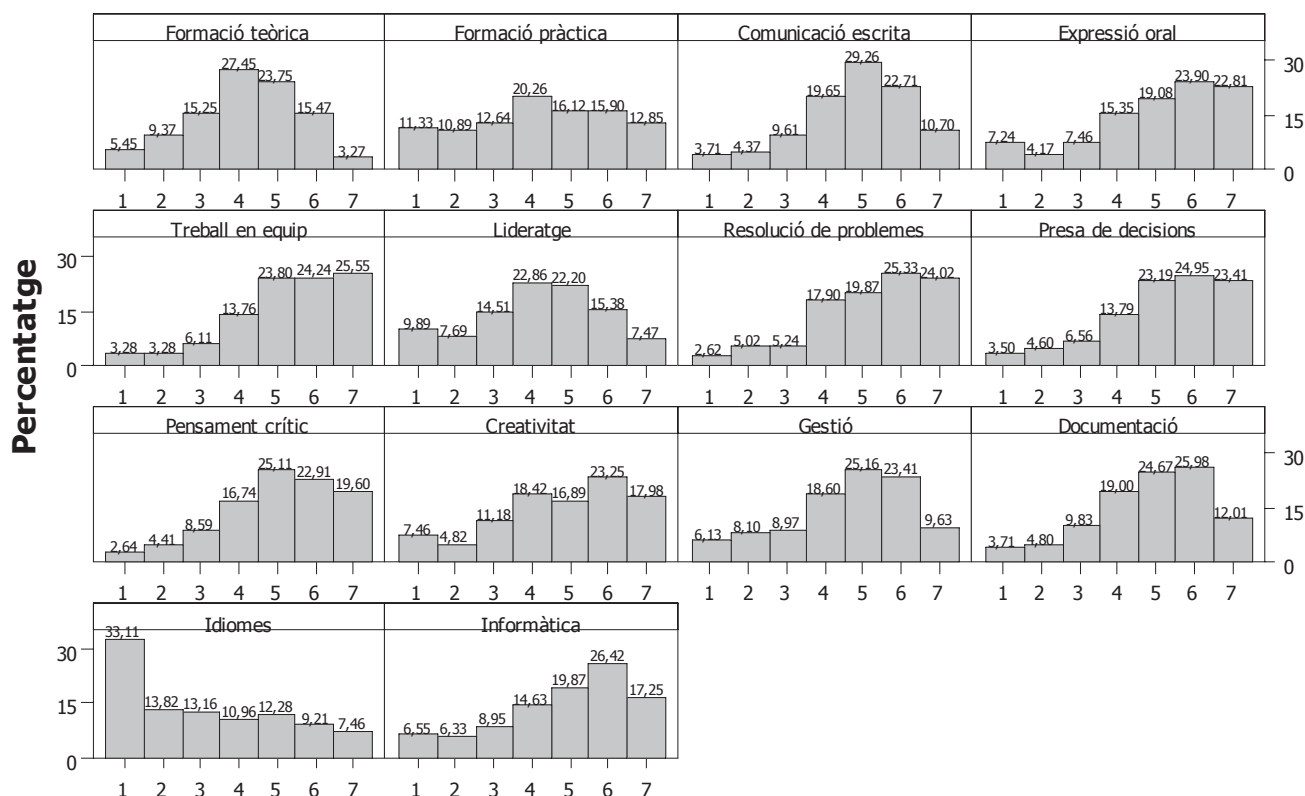 Percentatge
Formació teòrica Formació pràctica Comunicació escrita Expressió oral
5,45 9,37 15,25 27,45 23,75 15,47 3,27
11,33 10,89 12,64 20,26 16,12 15,90 12,85
3,71 4,37 9,61 19,65 29,26 22,71 10,70
7,24 4,17 7,46 15,35 19,08 23,90 22,81
30
15
0
1 2 3 4 5 6 7 1 2 3 4 5 6 7 1 2 3 4 5 6 7 1 2 3 4 5 6 7
Treball en equip Lideratge Resolució de problemes Presa de decisions
30
15
0
3,28 3,28 6,11 13,76 23,80 24,24 25,55
9,89 7,69 14,51 22,86 22,20 15,38 7,47
2,62 5,02 5,24 17,90 19,87 25,33 24,02
3,50 4,60 6,56 13,79 23,19 24,95 23,41
1 2 3 4 5 6 7 1 2 3 4 5 6 7 1 2 3 4 5 6 7 1 2 3 4 5 6 7
Pensament crític Creativitat Gestió Documentació
2,64 4,41 8,59 16,74 25,11 22,91 19,60
7,46 4,82 11,18 18,42 16,89 23,25 17,98
6,13 8,10 8,97 18,60 25,16 23,41 9,63
3,71 4,80 9,83 19,00 24,67 25,98 12,01
30
15
0
1 2 3 4 5 6 7 1 2 3 4 5 6 7 1 2 3 4 5 6 7 1 2 3 4 5 6 7
Idiomes Informàtica
30
15
0
33,11 13,82 13,16 10,96 12,28 9,21 7,46
6,55 6,33 8,95 14,63 19,87 26,42 17,25
1 2 3 4 5 6 7 1 2 3 4 5 6 7